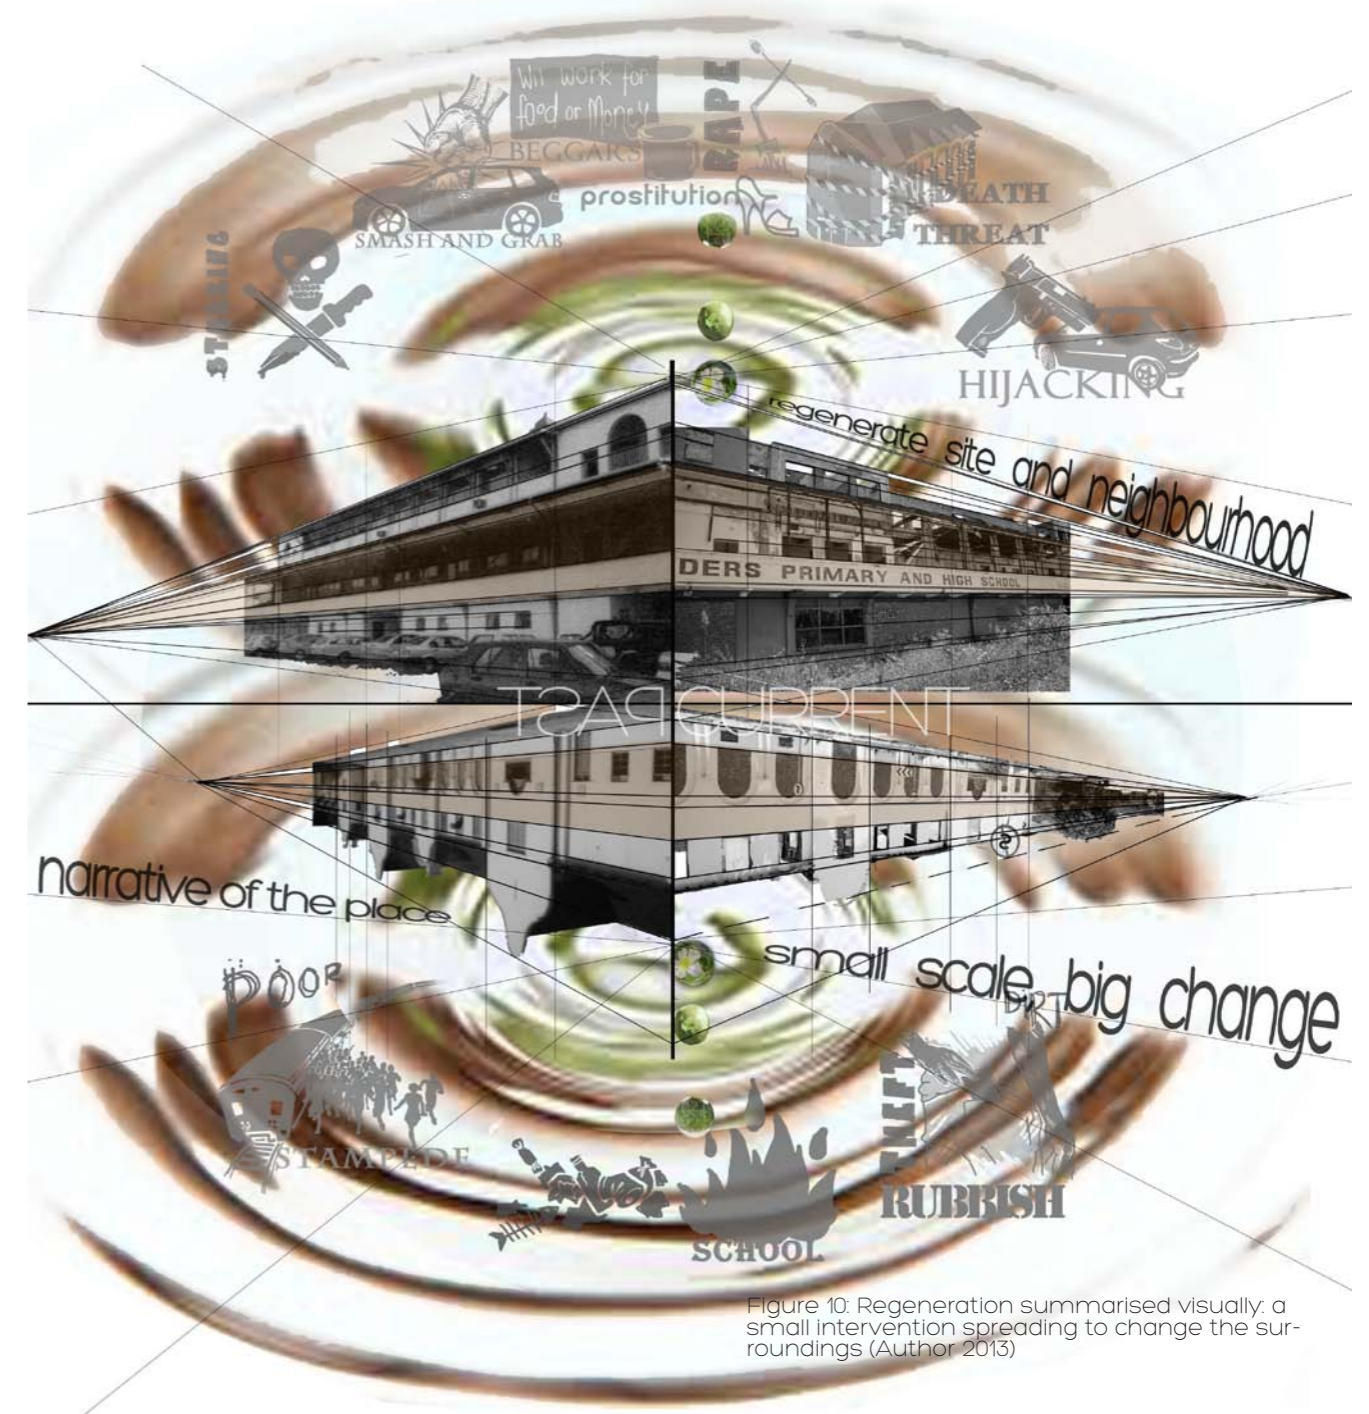 Wil work for
food or Money
BEGGARS
RAPE
prostitution
DEATH
THREAT
SMASH AND GRAB
STEALING
HIJACKING
regenerate site and neighbourhood
DERS PRIMARY AND HIGH SCHOOL
PAST CURRENT
2
narrative of the place
small scale, big change
POOR
DIRT
THEFT
STAMPEDE
RUBBISH
SCHOOL
Figure 10: Regeneration summarised visually: a
small intervention spreading to change the sur-
roundings (Author 2013)